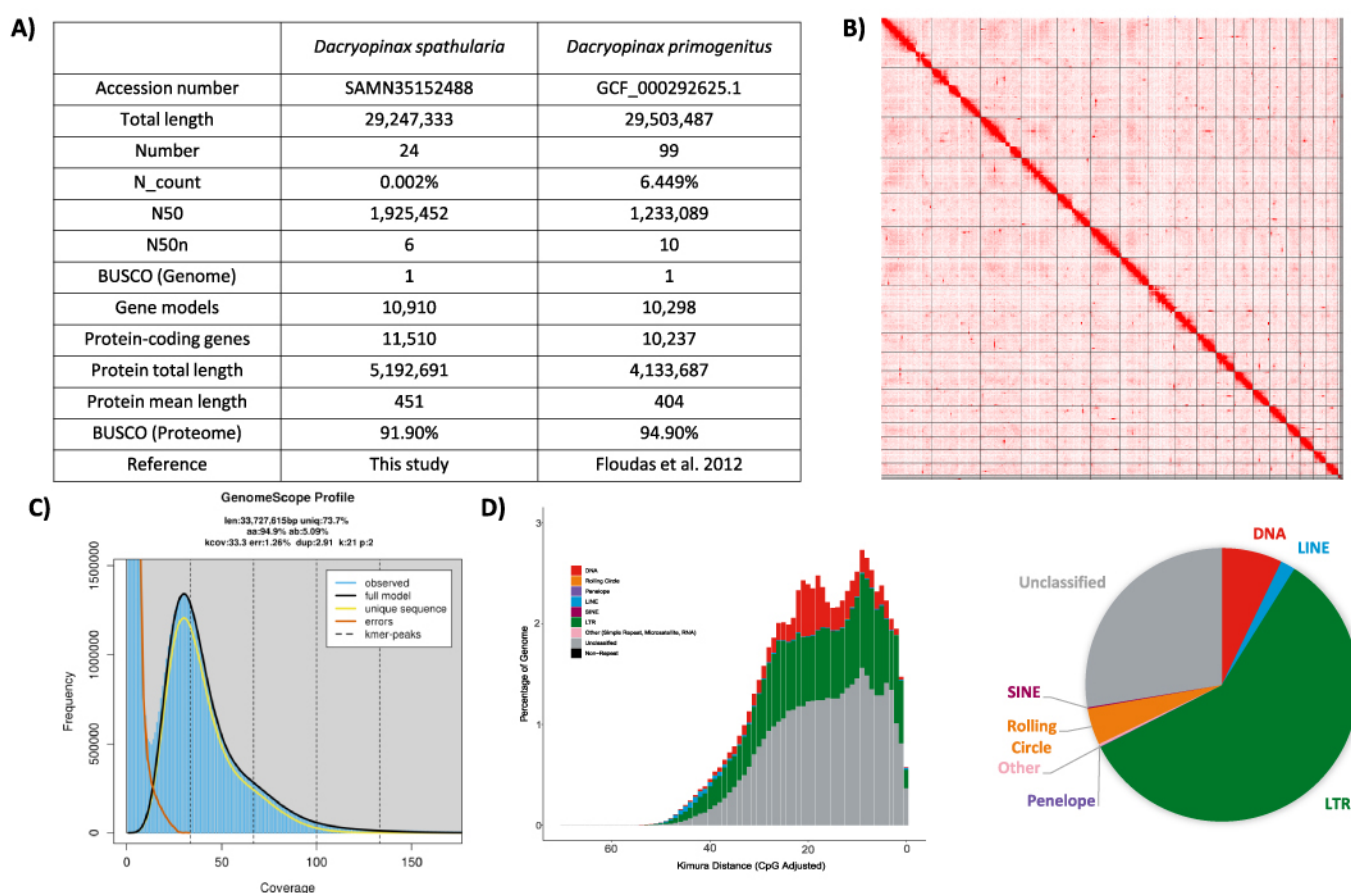 A)
Dacryopinax spathularia Dacryopinax primogenitus
Accession number SAMN35152488 GCF_000292625.1
Total length 29,247,333 29,503,487
Number 24 99
N_count 0.002% 6.449%
N50 1,925,452 1,233,089
N50n 6 10
BUSCO (Genome) 1 1
Gene models 10,910 10,298
Protein-coding genes 11,510 10,237
Protein total length 5,192,691 4,133,687
Protein mean length 451 404
BUSCO (Proteome) 91.90% 94.90%
Reference This study Floudas et al. 2012
B)
C)
GenomeScope Profile
len:33,727,615bp uniq:73.7%
aa:94.9% ab:5.09%
kcov:33.3 err:1.26% dup:2.91 k:21 p:2
observed
full model
unique sequence
errors
kmer-peaks
Frequency
1500000
1000000
500000
0
0 50 100 150
Coverage
D)
DNA
Rolling Circle
Penelope
LINE
SINE
LTR
Other (Simple Repeat, Microsatellite, RNA)
Unclassified
Non-Repeat
Percentage of Genome
3
2
1
0
60 40 20 0
Kimura Distance (CpG Adjusted)
DNA
LINE
Unclassified
SINE
Rolling
Circle
Other
Penelope
LTR